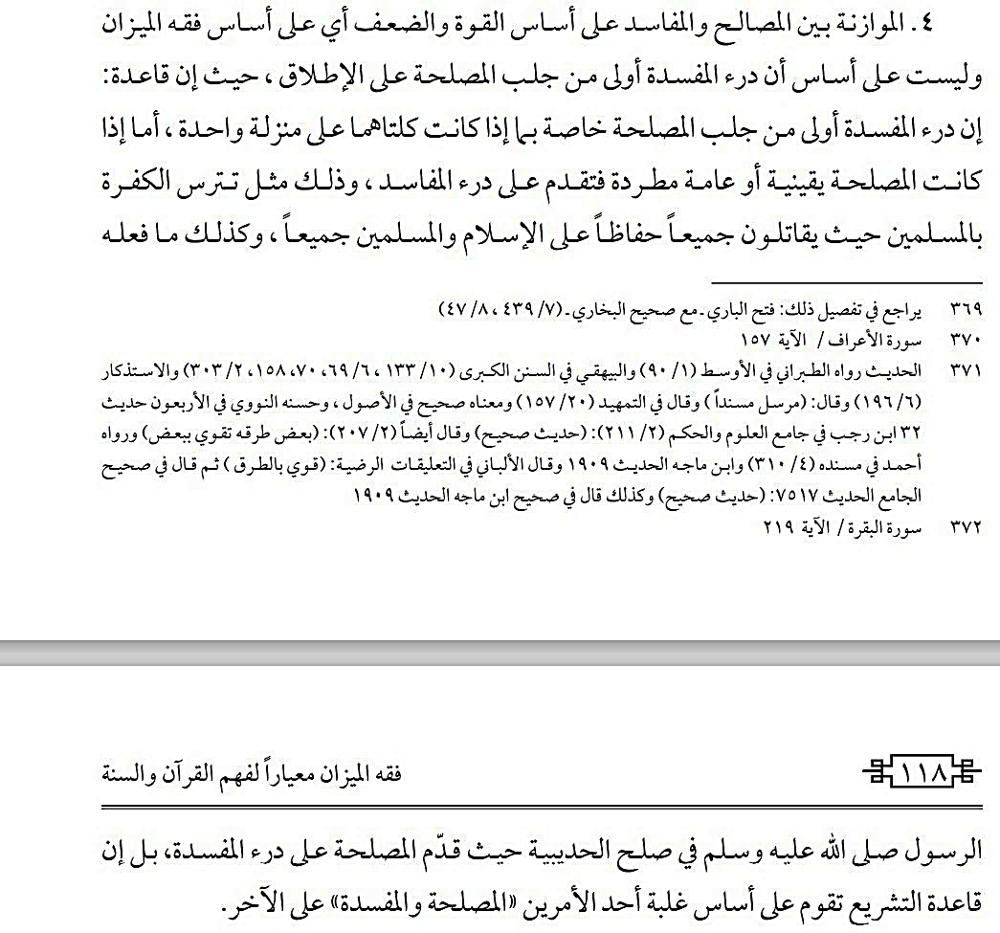 ٤. الموازنة بين المصالح والمفاسد على أساس القوة والضعف أي على أساس فقه الميزان
وليست على أساس أن درء المفسدة أولى من جلب المصلحة على الإطلاق ، حيث إن قاعدة:
إن درء المفسدة أولى من جلب المصلحة خاصة بما إذا كانت كلتاهما على منزلة واحدة ، أما إذا
كانت المصلحة يقينية أو عامة مطردة فتقدم على درء المفاسد ، وذلك مثل تترس الكفرة
بالمسلمين حيث يقاتلون جميعاً حفاظاً على الإسلام والمسلمين جميعاً ، وكذلك ما فعله
٣٦٩ يراجع في تفصيل ذلك: فتح الباري ـ مع صحيح البخاري ـ (٧/ ٤٣٩ ، ٨/ ٤٧)
٣٧٠ سورة الأعراف / الآية ١٥٧
٣٧١ الحديث رواه الطبراني في الأوسط (١/ ٩٠) والبيهقي في السنن الكبرى (١٠/ ١٣٣ ، ٦/ ٦٩، ٧٠، ١٥٨، ٢/ ٣٠٣) والاستذكار
(٦/ ١٩٦) وقال: (مرسل مسنداً ) وقال في التمهيد (٢٠/ ١٥٧) ومعناه صحيح في الأصول ، وحسنه النووي في الأربعون حديث
٣٢ ابن رجب في جامع العلوم والحكم (٢/ ٢١١): (حديث صحيح) وقال أيضاً (٢/ ٢٠٧): (بعض طرقه تقوي ببعض) ورواه
أحمد في مسنده (٤/ ٣١٠) وابن ماجه الحديث ١٩٠٩ وقال الألباني في التعليقات الرضية: (قوي بالطرق ) ثم قال في صحيح
الجامع الحديث ٧٥١٧: (حديث صحيح) وكذلك قال في صحيح ابن ماجه الحديث ١٩٠٩
٣٧٢ سورة البقرة / الآية ٢١٩
١١٨ فقه الميزان معياراً لفهم القرآن والسنة
الرسول صلى الله عليه وسلم في صلح الحديبية حيث قدّم المصلحة على درء المفسدة، بل إن
قاعدة التشريع تقوم على أساس غلبة أحد الأمرين «المصلحة والمفسدة» على الآخر .